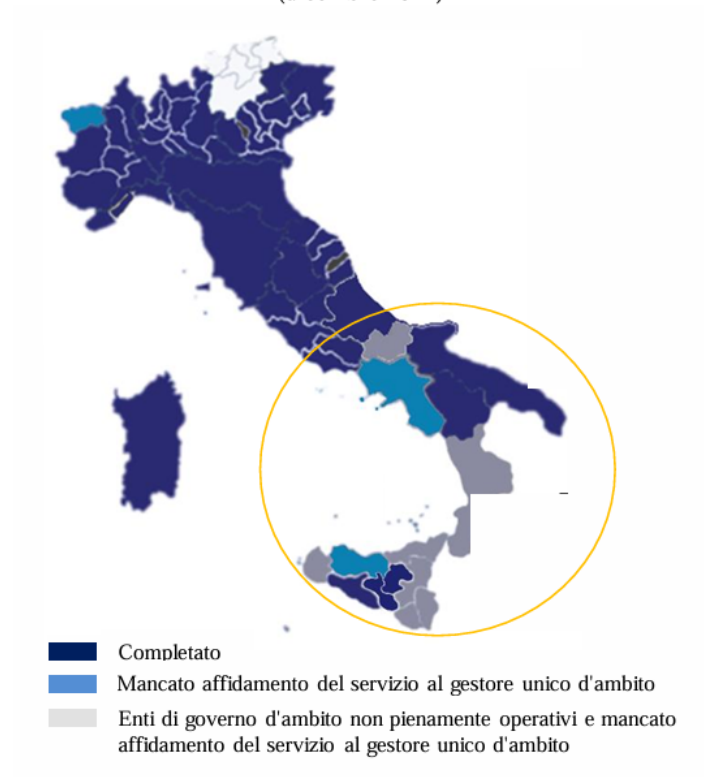 Completato
Mancato affidamento del servizio al gestore unico d'ambito
Enti di governo d'ambito non pienamente operativi e mancato
affidamento del servizio al gestore unico d'ambito